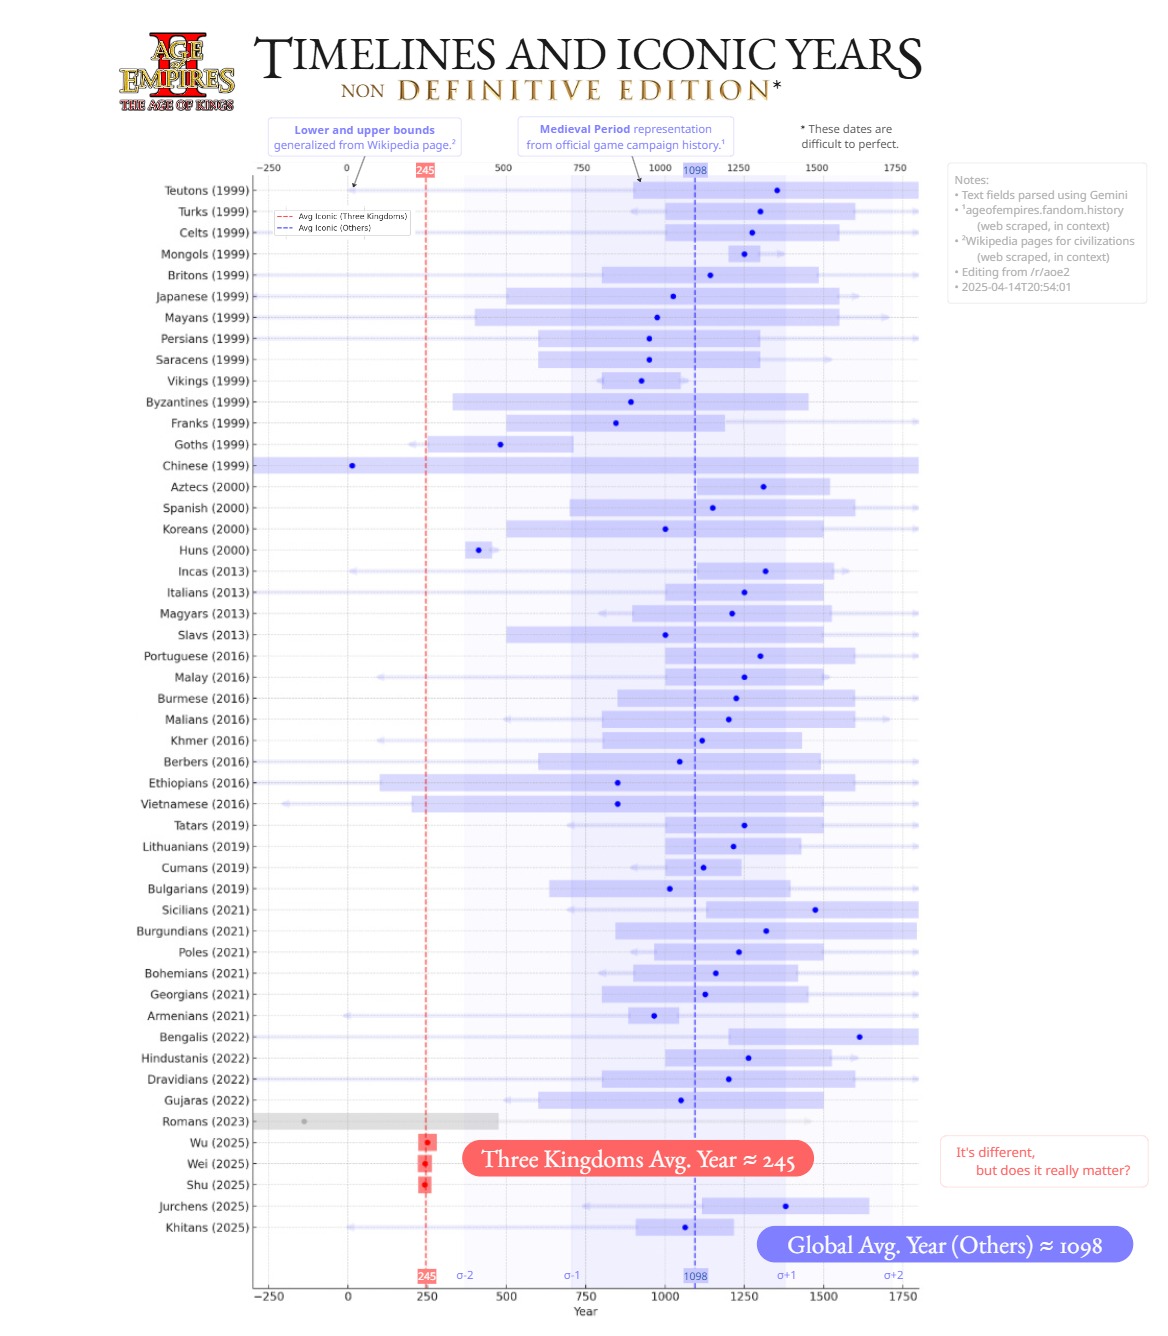 AGE
of
EMPIRES
II
THE AGE OF KINGS
TIMELINES AND ICONIC YEARS
NON DEFINITIVE EDITION*
Lower and upper bounds
generalized from Wikipedia page.²
Medieval Period representation
from official game campaign history.¹
* These dates are
difficult to perfect.
−250 0 245 500 750 1000 1098 1250 1500 1750
Notes:
• Text fields parsed using Gemini
• ¹ageofempires.fandom.history
(web scraped, in context)
• ²Wikipedia pages for civilizations
(web scraped, in context)
• Editing from /r/aoe2
• 2025-04-14T20:54:01
Avg Iconic (Three Kingdoms)
Avg Iconic (Others)
Teutons (1999)
Turks (1999)
Celts (1999)
Mongols (1999)
Britons (1999)
Japanese (1999)
Mayans (1999)
Persians (1999)
Saracens (1999)
Vikings (1999)
Byzantines (1999)
Franks (1999)
Goths (1999)
Chinese (1999)
Aztecs (2000)
Spanish (2000)
Koreans (2000)
Huns (2000)
Incas (2013)
Italians (2013)
Magyars (2013)
Slavs (2013)
Portuguese (2016)
Malay (2016)
Burmese (2016)
Malians (2016)
Khmer (2016)
Berbers (2016)
Ethiopians (2016)
Vietnamese (2016)
Tatars (2019)
Lithuanians (2019)
Cumans (2019)
Bulgarians (2019)
Sicilians (2021)
Burgundians (2021)
Poles (2021)
Bohemians (2021)
Georgians (2021)
Armenians (2021)
Bengalis (2022)
Hindustanis (2022)
Dravidians (2022)
Gujaras (2022)
Romans (2023)
Wu (2025)
Wei (2025)
Shu (2025)
Jurchens (2025)
Khitans (2025)
Three Kingdoms Avg. Year ≈ 245
It's different,
but does it really matter?
Global Avg. Year (Others) ≈ 1098
245 σ-2 σ-1 1098 σ+1 σ+2
−250 0 250 500 750 1000 1250 1500 1750
Year